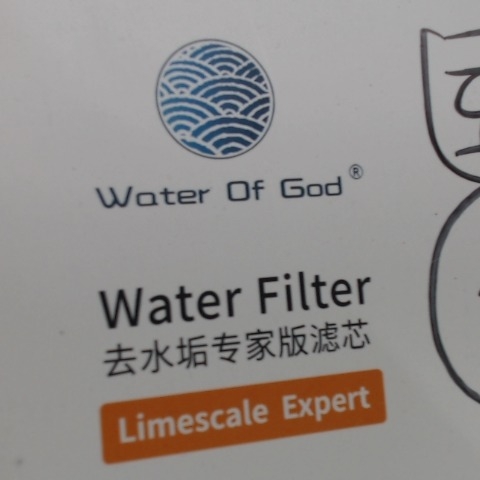 Water Of God®
Water Filter
去水垢专家版滤芯
Limescale Expert